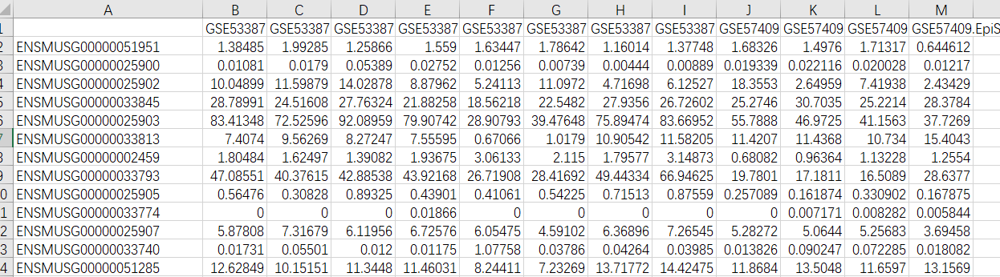 A B C D E F G H I J K L M
1 GSE53387 GSE53387 GSE53387 GSE53387 GSE53387 GSE53387 GSE53387 GSE53387 GSE57409 GSE57409 GSE57409 GSE57409.EpiS
2 ENSMUSG00000051951 1.38485 1.99285 1.25866 1.559 1.63447 1.78642 1.16014 1.37748 1.68326 1.4976 1.71317 0.644612
3 ENSMUSG00000025900 0.01081 0.0179 0.05389 0.02752 0.01256 0.00739 0.00444 0.00889 0.019339 0.022116 0.020028 0.01217
4 ENSMUSG00000025902 10.04899 11.59879 14.02878 8.87962 5.24113 11.0972 4.71698 6.12527 18.3553 2.64959 7.41938 2.43429
5 ENSMUSG00000033845 28.78991 24.51608 27.76324 21.88258 18.56218 22.5482 27.9356 26.72602 25.2746 30.7035 25.2214 28.3784
6 ENSMUSG00000025903 83.41348 72.52596 92.08959 79.90742 28.90793 39.47648 75.89474 83.66952 55.7888 46.9725 41.1563 37.7269
7 ENSMUSG00000033813 7.4074 9.56269 8.27247 7.55595 0.67066 1.0179 10.90542 11.58205 11.4207 11.4368 10.734 15.4043
8 ENSMUSG00000002459 1.80484 1.62497 1.39082 1.93675 3.06133 2.115 1.79577 3.14873 0.68082 0.96364 1.13228 1.2554
9 ENSMUSG00000033793 47.08551 40.37615 42.88538 43.92168 26.71908 28.41692 49.44334 66.94625 19.7801 17.1811 16.5089 28.6377
0 ENSMUSG00000025905 0.56476 0.30828 0.89325 0.43901 0.41061 0.54225 0.71513 0.87559 0.257089 0.161874 0.330902 0.167875
1 ENSMUSG00000033774 0 0 0 0.01866 0 0 0 0 0 0.007171 0.008282 0.005844
2 ENSMUSG00000025907 5.87808 7.31679 6.11956 6.72576 6.05475 4.59102 6.36896 7.26545 5.28272 5.0644 5.25683 3.69458
3 ENSMUSG00000033740 0.01731 0.05501 0.012 0.01175 1.07758 0.03786 0.04264 0.03985 0.013826 0.090247 0.072285 0.018082
4 ENSMUSG00000051285 12.62849 10.15151 11.3448 11.46031 8.24411 7.23269 13.71772 14.42475 11.8684 13.5048 11.6597 13.1569